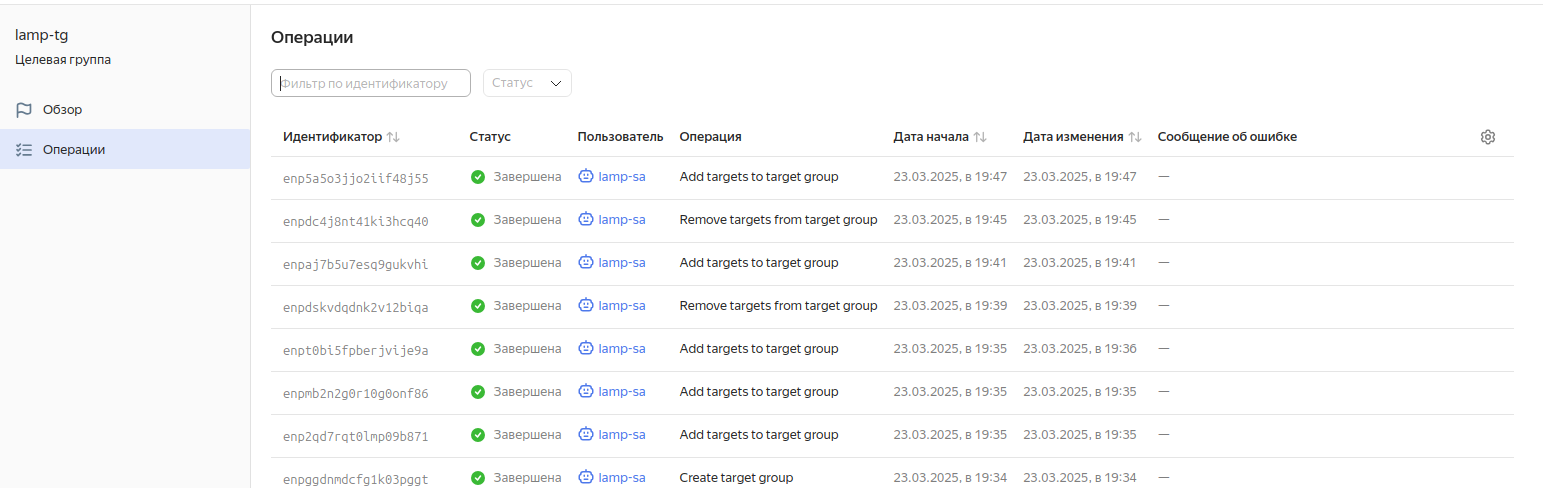 lamp-tg
Целевая группа
Обзор
Операции
Операции
Фильтр по идентификатору Статус
Идентификатор Статус Пользователь Операция Дата начала Дата изменения Сообщение об ошибке
enp5a5o3jjo2iif48j55 Завершена lamp-sa Add targets to target group 23.03.2025, в 19:47 23.03.2025, в 19:47 —
enpdc4j8nt41ki3hcq40 Завершена lamp-sa Remove targets from target group 23.03.2025, в 19:45 23.03.2025, в 19:45 —
enpaj7b5u7esq9gukvhi Завершена lamp-sa Add targets to target group 23.03.2025, в 19:41 23.03.2025, в 19:41 —
enpdskvdqdnk2v12biqa Завершена lamp-sa Remove targets from target group 23.03.2025, в 19:39 23.03.2025, в 19:39 —
enpt0bi5fpberjvije9a Завершена lamp-sa Add targets to target group 23.03.2025, в 19:35 23.03.2025, в 19:36 —
enpmb2n2g0r10g0onf86 Завершена lamp-sa Add targets to target group 23.03.2025, в 19:35 23.03.2025, в 19:35 —
enp2qd7rqt0lmp09b871 Завершена lamp-sa Add targets to target group 23.03.2025, в 19:35 23.03.2025, в 19:35 —
enpggdnmdcfg1k03pggt Завершена lamp-sa Create target group 23.03.2025, в 19:34 23.03.2025, в 19:34 —